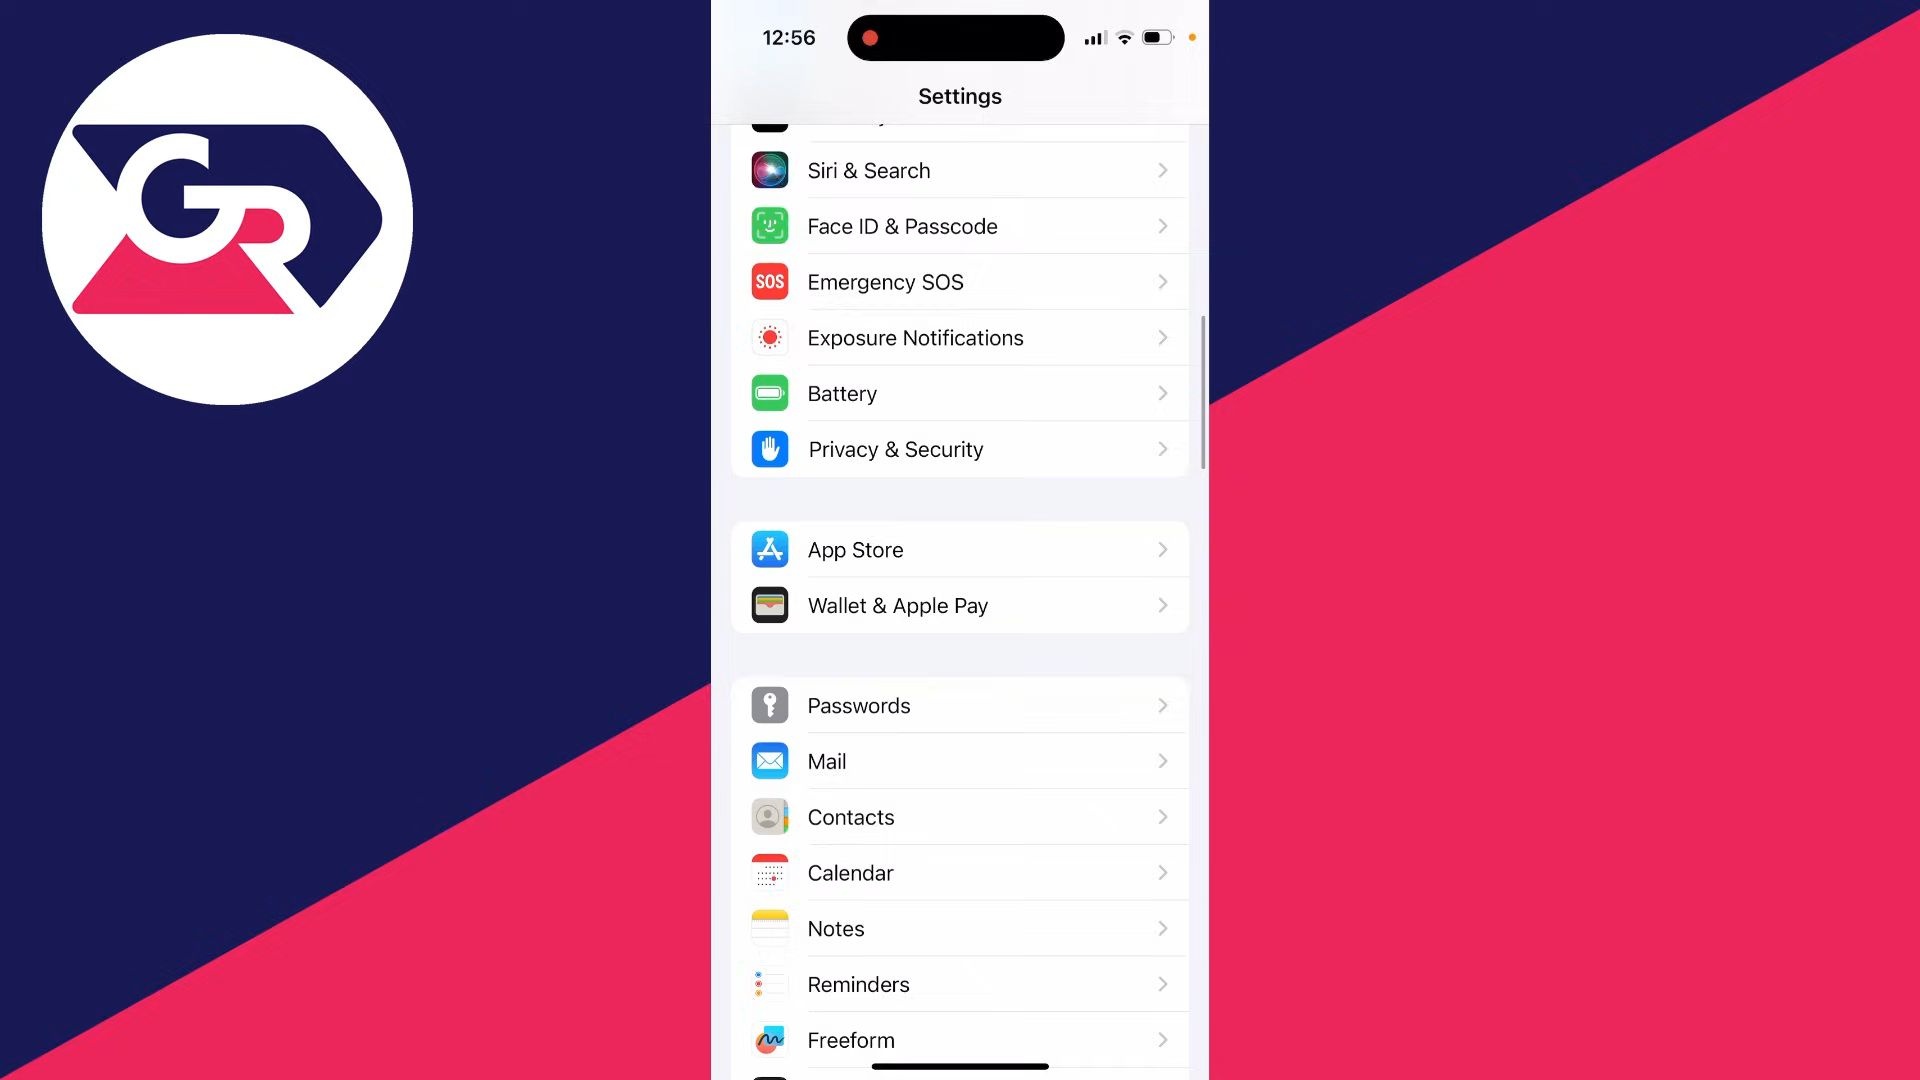 GR
12:56
Settings
Siri & Search
Face ID & Passcode
SOS
Emergency SOS
Exposure Notifications
Battery
Privacy & Security
App Store
Wallet & Apple Pay
Passwords
Mail
Contacts
Calendar
Notes
Reminders
Freeform